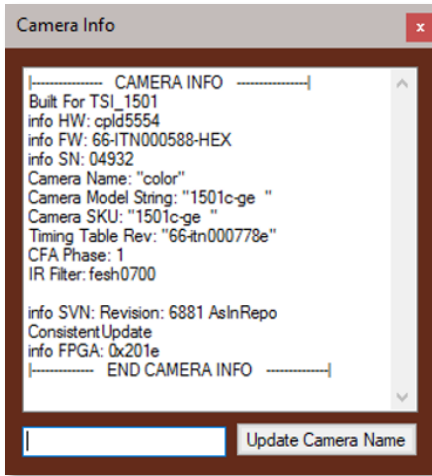 Camera Info
x
|---------------- CAMERA INFO ----------------|
Built For TSI_1501
info HW: cpld5554
info FW: 66-ITN000588-HEX
info SN: 04932
Camera Name: "color"
Camera Model String: "1501c-ge  "
Camera SKU: "1501c-ge  "
Timing Table Rev: "66-itn000778e"
CFA Phase: 1
IR Filter: fesh0700
info SVN: Revision: 6881 AsInRepo
ConsistentUpdate
info FPGA: 0x201e
|-------------- END CAMERA INFO --------------|
Update Camera Name